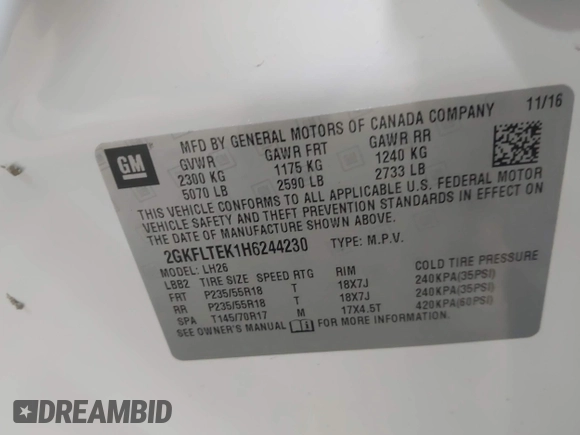 GM
MFD BY GENERAL MOTORS OF CANADA COMPANY 11/16
GVWR GAWR FRT GAWR RR
2300 KG 1175 KG 1240 KG
5070 LB 2590 LB 2733 LB
THIS VEHICLE CONFORMS TO ALL APPLICABLE U.S. FEDERAL MOTOR
VEHICLE SAFETY AND THEFT PREVENTION STANDARDS IN EFFECT ON
THE DATE OF MANUFACTURE SHOWN ABOVE.
2GKFLTEK1H6244230 TYPE: M.P.V.
MODEL: LH26
LBB2 TIRE SIZE SPEED RTG RIM COLD TIRE PRESSURE
FRT P235/55R18 T 18X7J 240KPA(35PSI)
RR P235/55R18 T 18X7J 240KPA(35PSI)
SPA T145/70R17 M 17X4.5T 420KPA(60PSI)
SEE OWNER'S MANUAL FOR MORE INFORMATION.
DREAMBID